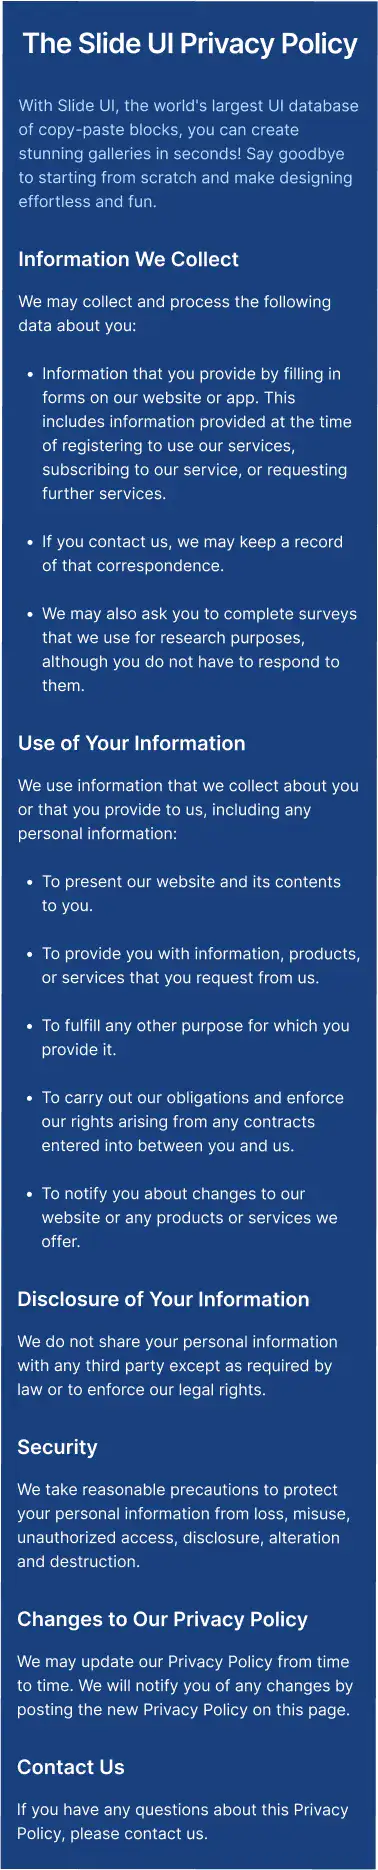 The Slide UI Privacy Policy
With Slide UI, the world's largest UI database
of copy-paste blocks, you can create
stunning galleries in seconds! Say goodbye
to starting from scratch and make designing
effortless and fun.
Information We Collect
We may collect and process the following
data about you:
• Information that you provide by filling in
forms on our website or app. This
includes information provided at the time
of registering to use our services,
subscribing to our service, or requesting
further services.
• If you contact us, we may keep a record
of that correspondence.
• We may also ask you to complete surveys
that we use for research purposes,
although you do not have to respond to
them.
Use of Your Information
We use information that we collect about you
or that you provide to us, including any
personal information:
• To present our website and its contents
to you.
• To provide you with information, products,
or services that you request from us.
• To fulfill any other purpose for which you
provide it.
• To carry out our obligations and enforce
our rights arising from any contracts
entered into between you and us.
• To notify you about changes to our
website or any products or services we
offer.
Disclosure of Your Information
We do not share your personal information
with any third party except as required by
law or to enforce our legal rights.
Security
We take reasonable precautions to protect
your personal information from loss, misuse,
unauthorized access, disclosure, alteration
and destruction.
Changes to Our Privacy Policy
We may update our Privacy Policy from time
to time. We will notify you of any changes by
posting the new Privacy Policy on this page.
Contact Us
If you have any questions about this Privacy
Policy, please contact us.